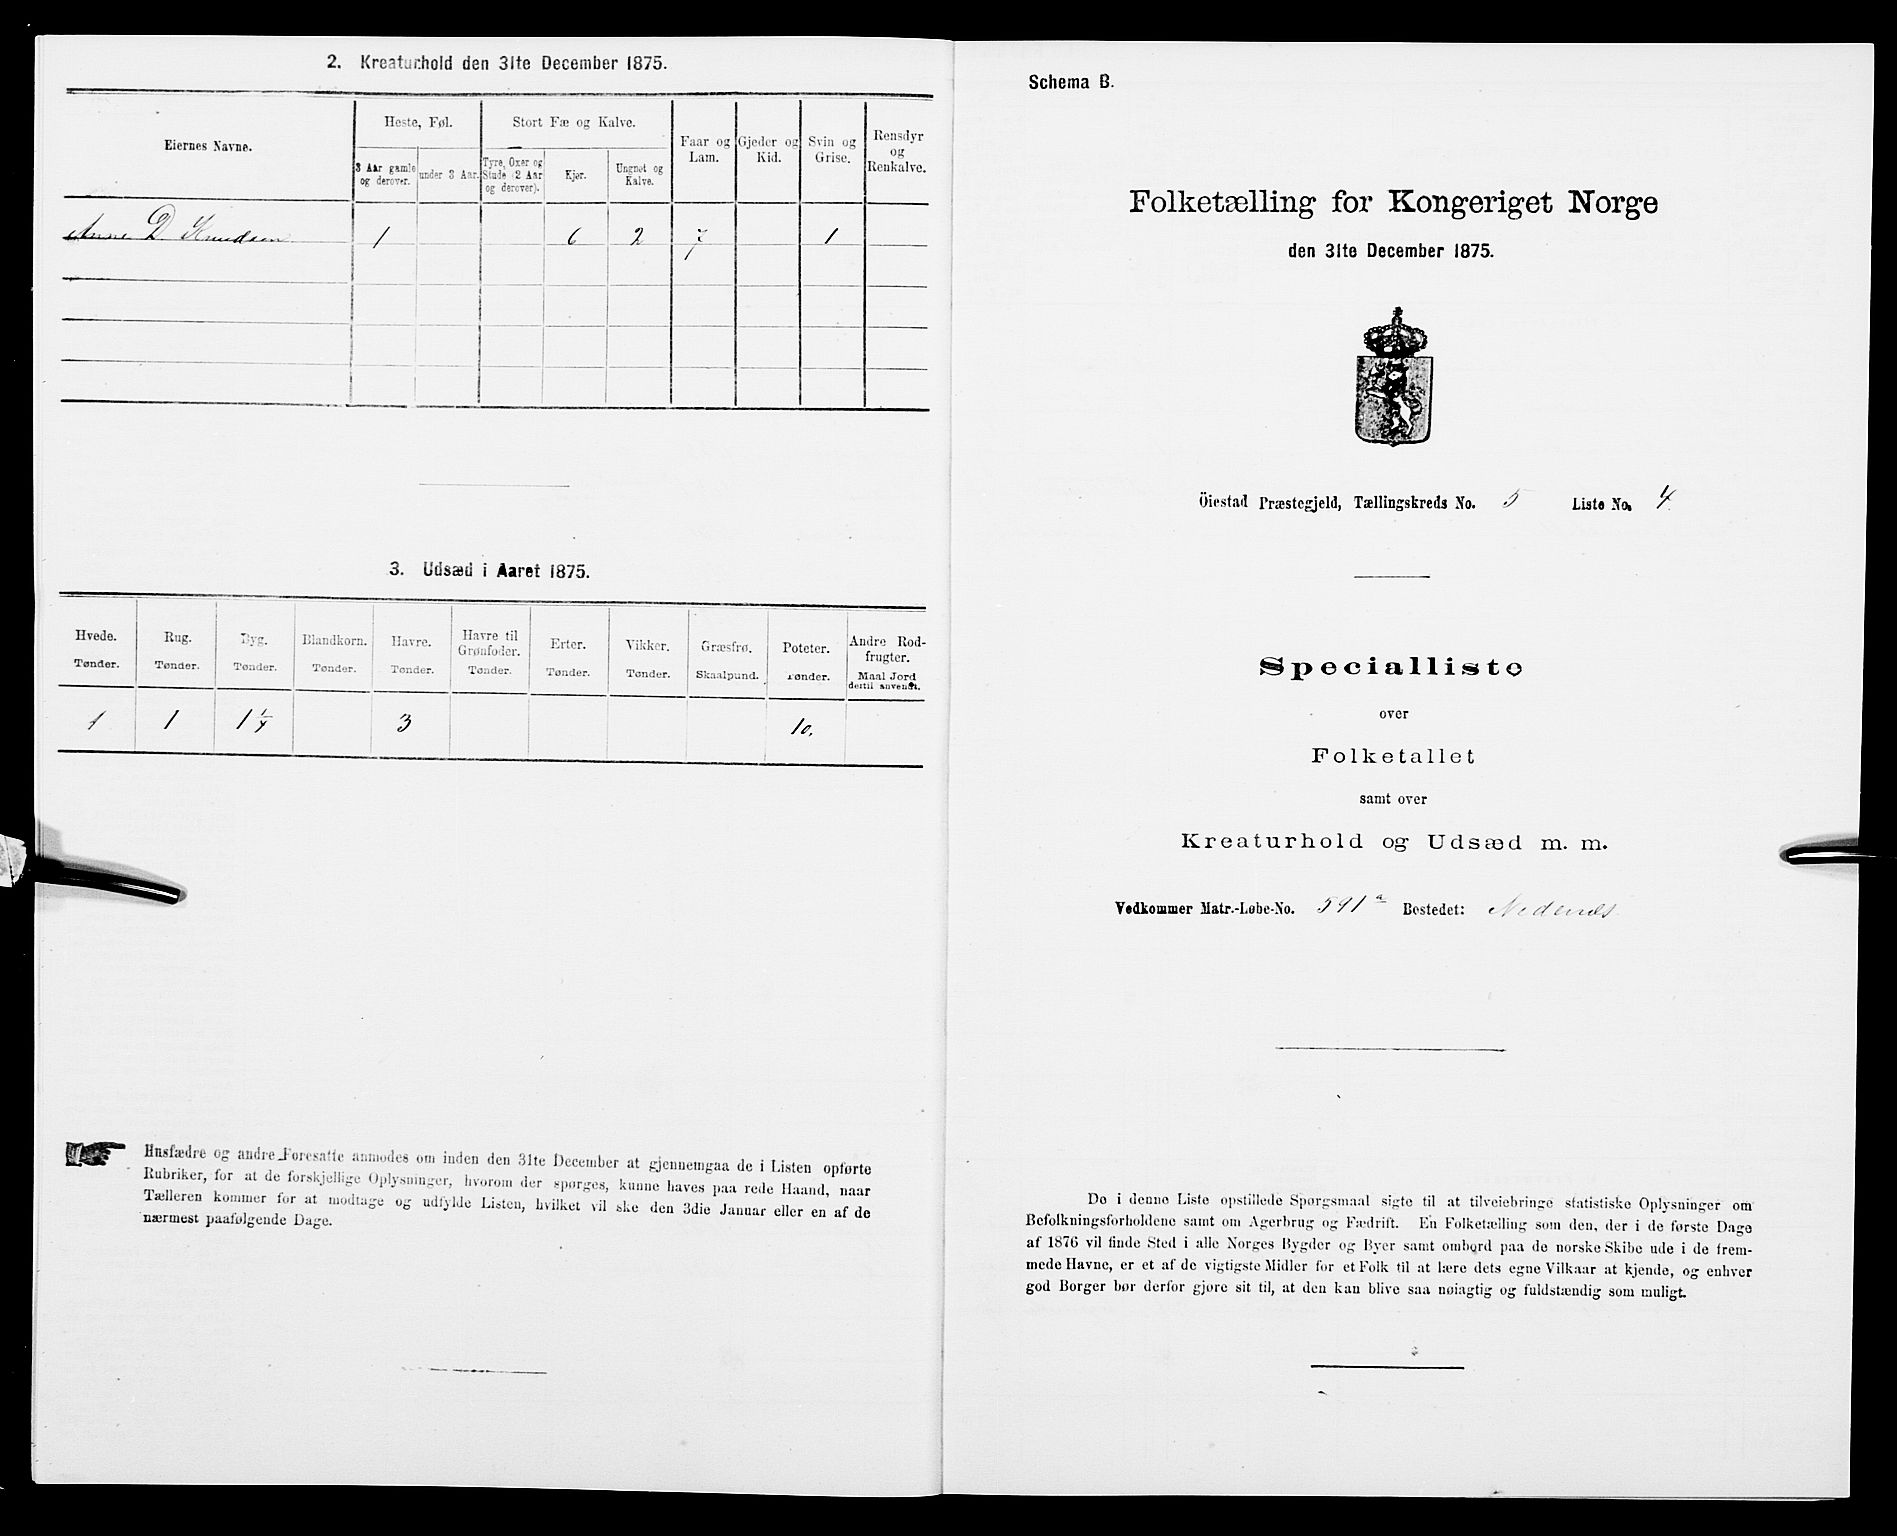 2. Kreaturhold den 31te December 1875.
Eiernes Navne.
Heste, Føl.
Stort Fæ og Kalve.
Faar og Lam.
Gjeder og Kid.
Svin og Grise.
Rensdyr og Renkalve.
3 Aar gamle og derover.
under 3 Aar.
Tyre, Oxer og Stude (2 Aar og derover).
Kjør.
Ungnøt og Kalve.
Anne D. Knudsen 1 6 2 7 1
3. Udsæd i Aaret 1875.
Hvede. Rug. Byg. Blandkorn. Havre. Havre til Grønfoder. Erter. Vikker. Græsfrø. Poteter. Andre Rodfrugter.
Tønder. Tønder. Tønder. Tønder. Tønder. Tønder. Tønder. Tønder. Skaalpund. Tønder. Maal Jord dertil anvendt.
1 1 1 1/4 3 10.
Husfædre og andre Foresatte anmodes om inden den 31te December at gjennemgaa de i Listen opførte
Rubriker, for at de forskjellige Oplysninger, hvorom der spørges, kunne haves paa rede Haand, naar
Tælleren kommer for at modtage og udfylde Listen, hvilket vil ske den 3die Januar eller en af de
nærmest paafølgende Dage.
Schema B.
Folketælling for Kongeriget Norge
den 31te December 1875.
Öiestad Præstegjeld, Tællingskreds No. 5 Liste No. 4
Specialliste
over
Folketallet
samt over
Kreaturhold og Udsæd m. m.
Vedkommer Matr.-Løbe-No. 591a Bostedet: Nedenæs
De i denne Liste opstillede Spørgsmaal sigte til at tilveiebringe statistiske Oplysninger om
Befolkningsforholdene samt om Agerbrug og Fædrift. En Folketælling som den, der i de første Dage
af 1876 vil finde Sted i alle Norges Bygder og Byer samt ombord paa de norske Skibe ude i de frem-
mede Havne, er et af de vigtigste Midler for et Folk til at lære dets egne Vilkaar at kjende, og enhver
god Borger bør derfor gjøre sit til, at den kan blive saa nøiagtig og fuldstændig som muligt.